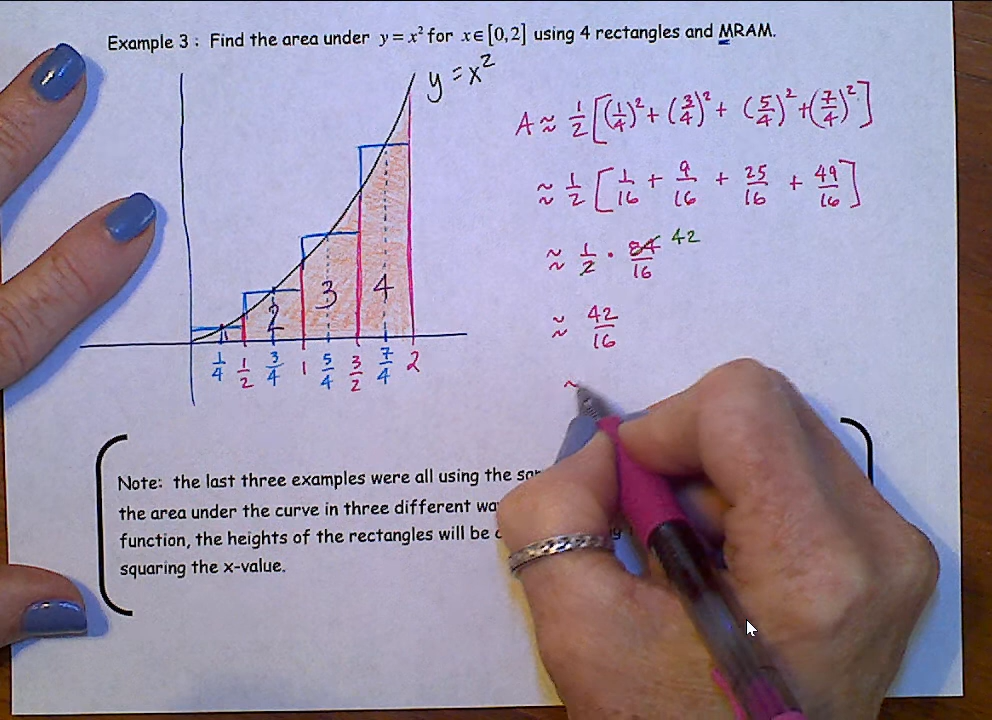 Example 3 : Find the area under y = x² for x ∈ [0,2] using 4 rectangles and MRAM.
y = x²
A ≈ 1/2 [(1/4)² + (3/4)² + (5/4)² + (7/4)²]
≈ 1/2 [1/16 + 9/16 + 25/16 + 49/16]
≈ 1/2 · 84/16 42
≈ 42/16
≈
2 3 4
1/4 1/2 3/4 1 5/4 3/2 7/4 2
Note: the last three examples were all using the
the area under the curve in three different
function, the heights of the rectangles will be
squaring the x-value.